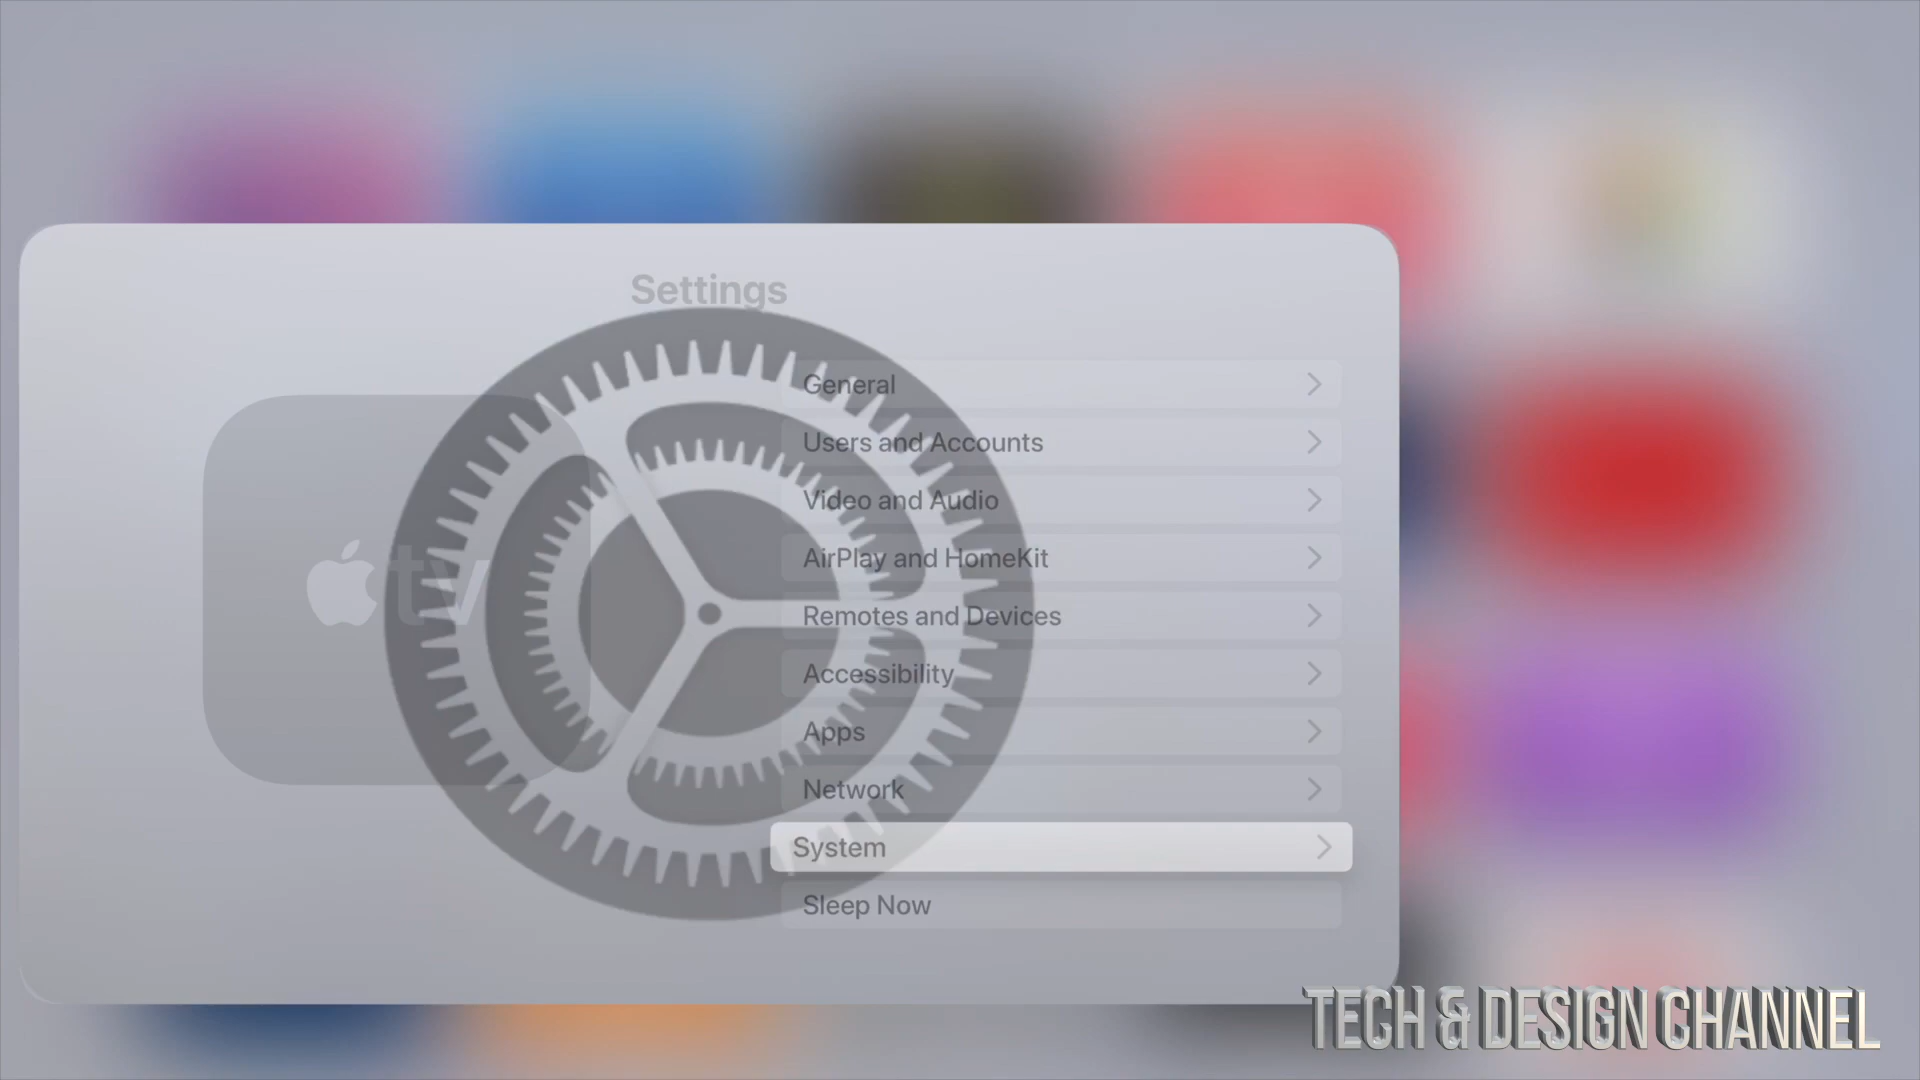 Settings
General
Users and Accounts
Video and Audio
tv
AirPlay and HomeKit
Remotes and Devices
Accessibility
Apps
Network
System
Sleep Now
TECH & DESIGN CHANNEL